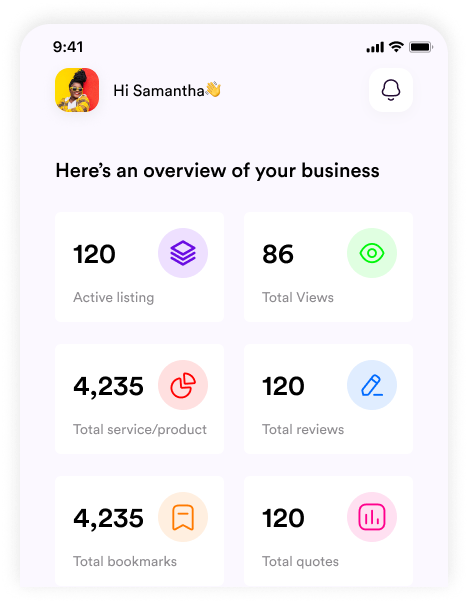 9:41
Hi Samantha👋
Here's an overview of your business
120
Active listing
86
Total Views
4,235
Total service/product
120
Total reviews
4,235
Total bookmarks
120
Total quotes